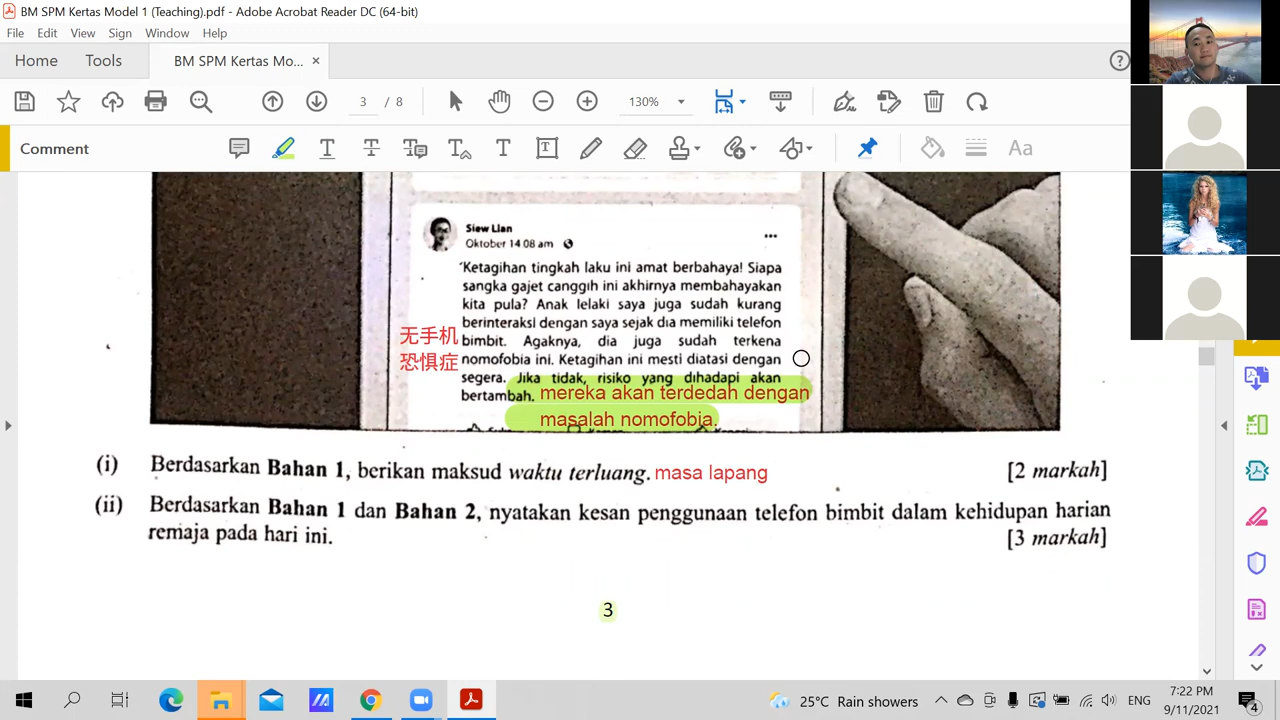 BM SPM Kertas Model 1 (Teaching).pdf - Adobe Acrobat Reader DC (64-bit)
File Edit View Sign Window Help
Home Tools BM SPM Kertas Mo... ×
3 / 8 130%
Comment
Aa
Siew Lian
Oktober 14 08 am
'Ketagihan tingkah laku ini amat berbahaya! Siapa
sangka gajet canggih ini akhirnya membahayakan
kita pula? Anak lelaki saya juga sudah kurang
berinteraksi dengan saya sejak dia memiliki telefon
bimbit. Agaknya, dia juga sudah terkena
nomofobia ini. Ketagihan ini mesti diatasi dengan
segera. Jika tidak, risiko yang dihadapi akan
bertambah.
无手机
恐惧症
mereka akan terdedah dengan
masalah nomofobia.
(i) Berdasarkan Bahan 1, berikan maksud waktu terluang. masa lapang [2 markah]
(ii) Berdasarkan Bahan 1 dan Bahan 2, nyatakan kesan penggunaan telefon bimbit dalam kehidupan harian
remaja pada hari ini. [3 markah]
3
25°C Rain showers
ENG
7:22 PM
9/11/2021
4